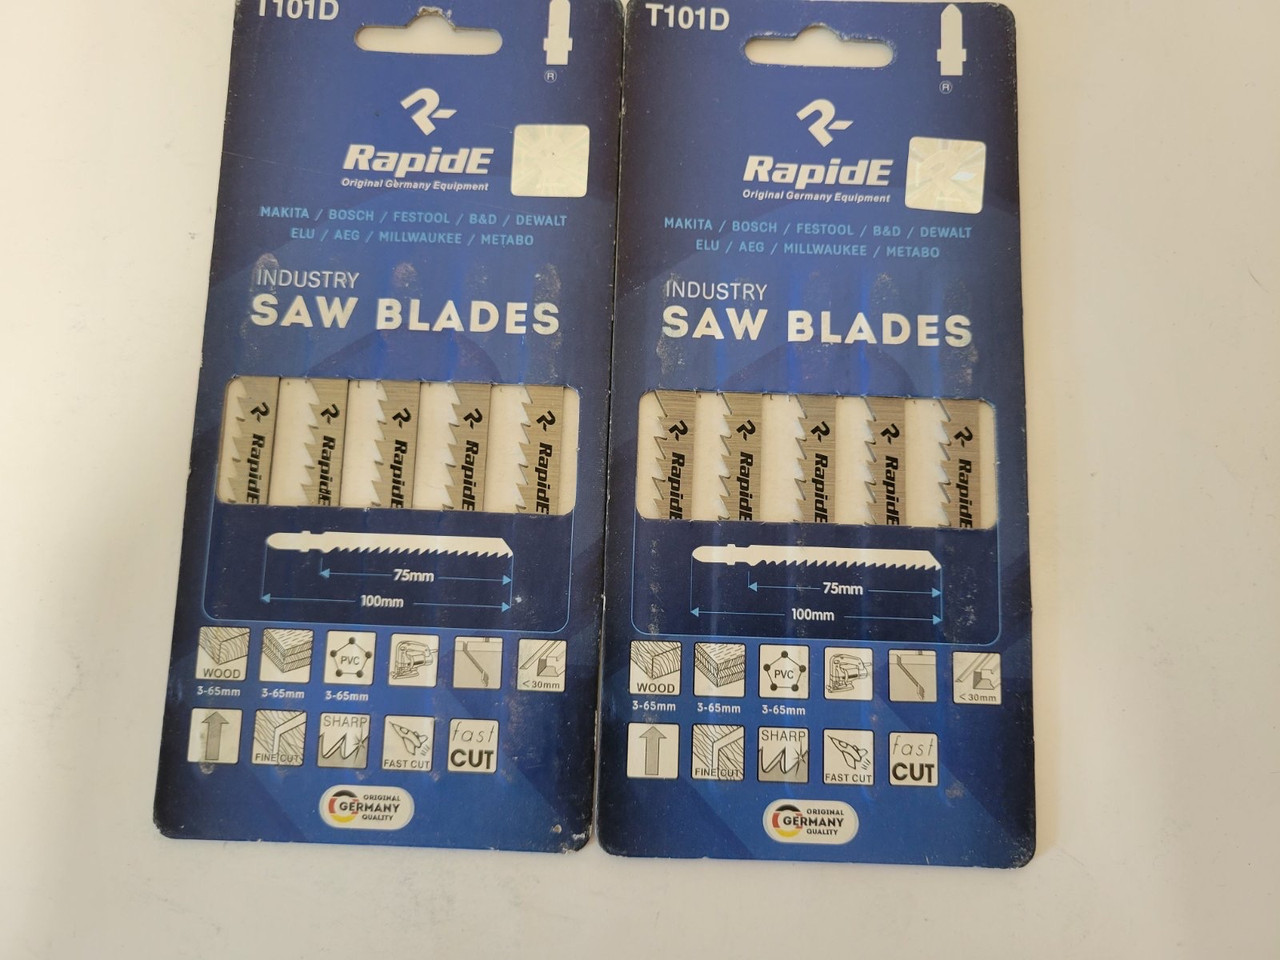 T101D
®
RapidE
Original Germany Equipment
MAKITA / BOSCH / FESTOOL / B&D / DEWALT
ELU / AEG / MILLWAUKEE / METABO
INDUSTRY
SAW BLADES
RapidE
RapidE
RapidE
RapidE
RapidE
75mm
100mm
WOOD
PVC
<30mm
3-65mm
3-65mm
3-65mm
FINE CUT
SHARP
FAST CUT
fast
CUT
ORIGINAL
GERMANY
QUALITY
T101D
®
RapidE
Original Germany Equipment
MAKITA / BOSCH / FESTOOL / B&D / DEWALT
ELU / AEG / MILLWAUKEE / METABO
INDUSTRY
SAW BLADES
RapidE
RapidE
RapidE
RapidE
RapidE
75mm
100mm
WOOD
PVC
<30mm
3-65mm
3-65mm
3-65mm
FINE CUT
SHARP
FAST CUT
fast
CUT
ORIGINAL
GERMANY
QUALITY